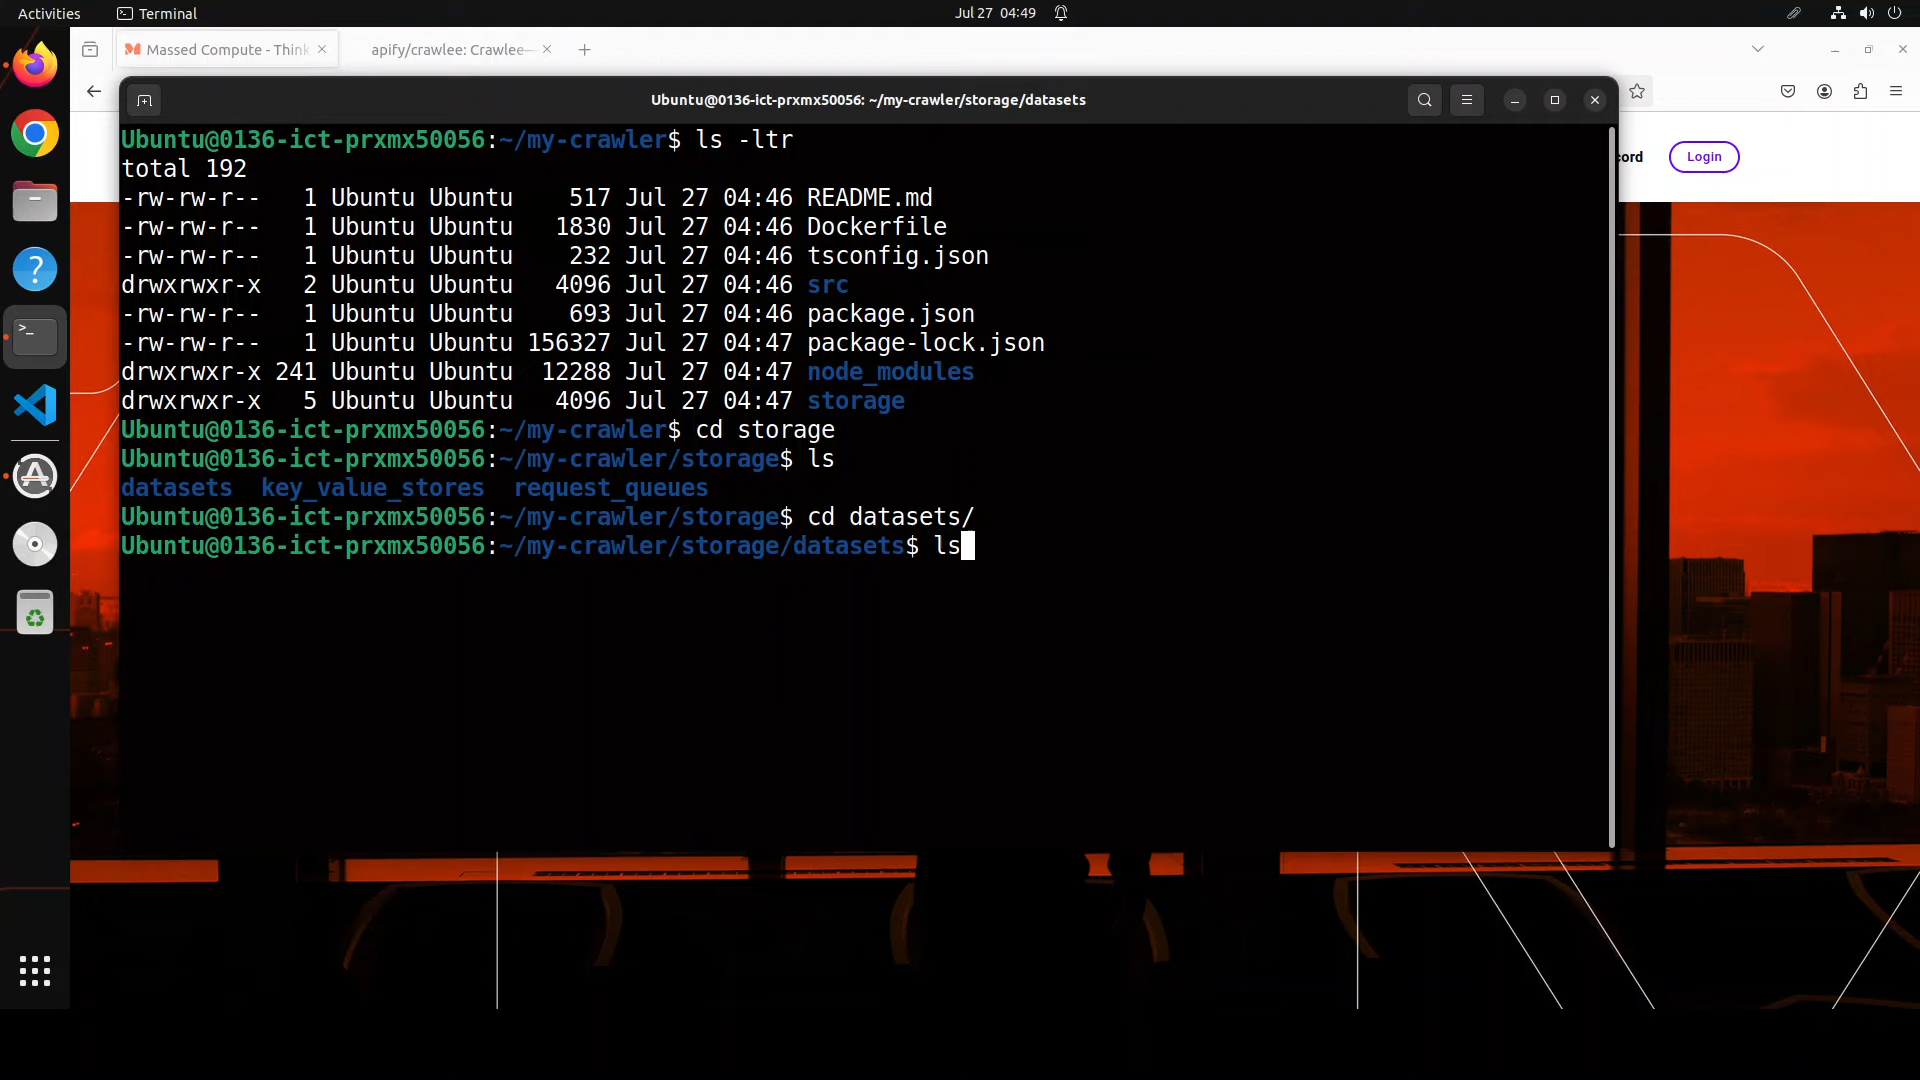 Activities
Terminal
Jul 27 04:49
Massed Compute - Think
apify/crawlee: Crawlee—
Ubuntu@0136-ict-prxmx50056: ~/my-crawler/storage/datasets
cord
Login
Ubuntu@0136-ict-prxmx50056:~/my-crawler$ ls -ltr
total 192
-rw-rw-r--   1 Ubuntu Ubuntu    517 Jul 27 04:46 README.md
-rw-rw-r--   1 Ubuntu Ubuntu   1830 Jul 27 04:46 Dockerfile
-rw-rw-r--   1 Ubuntu Ubuntu    232 Jul 27 04:46 tsconfig.json
drwxrwxr-x   2 Ubuntu Ubuntu   4096 Jul 27 04:46 src
-rw-rw-r--   1 Ubuntu Ubuntu    693 Jul 27 04:46 package.json
-rw-rw-r--   1 Ubuntu Ubuntu 156327 Jul 27 04:47 package-lock.json
drwxrwxr-x 241 Ubuntu Ubuntu  12288 Jul 27 04:47 node_modules
drwxrwxr-x   5 Ubuntu Ubuntu   4096 Jul 27 04:47 storage
Ubuntu@0136-ict-prxmx50056:~/my-crawler$ cd storage
Ubuntu@0136-ict-prxmx50056:~/my-crawler/storage$ ls
datasets  key_value_stores  request_queues
Ubuntu@0136-ict-prxmx50056:~/my-crawler/storage$ cd datasets/
Ubuntu@0136-ict-prxmx50056:~/my-crawler/storage/datasets$ ls